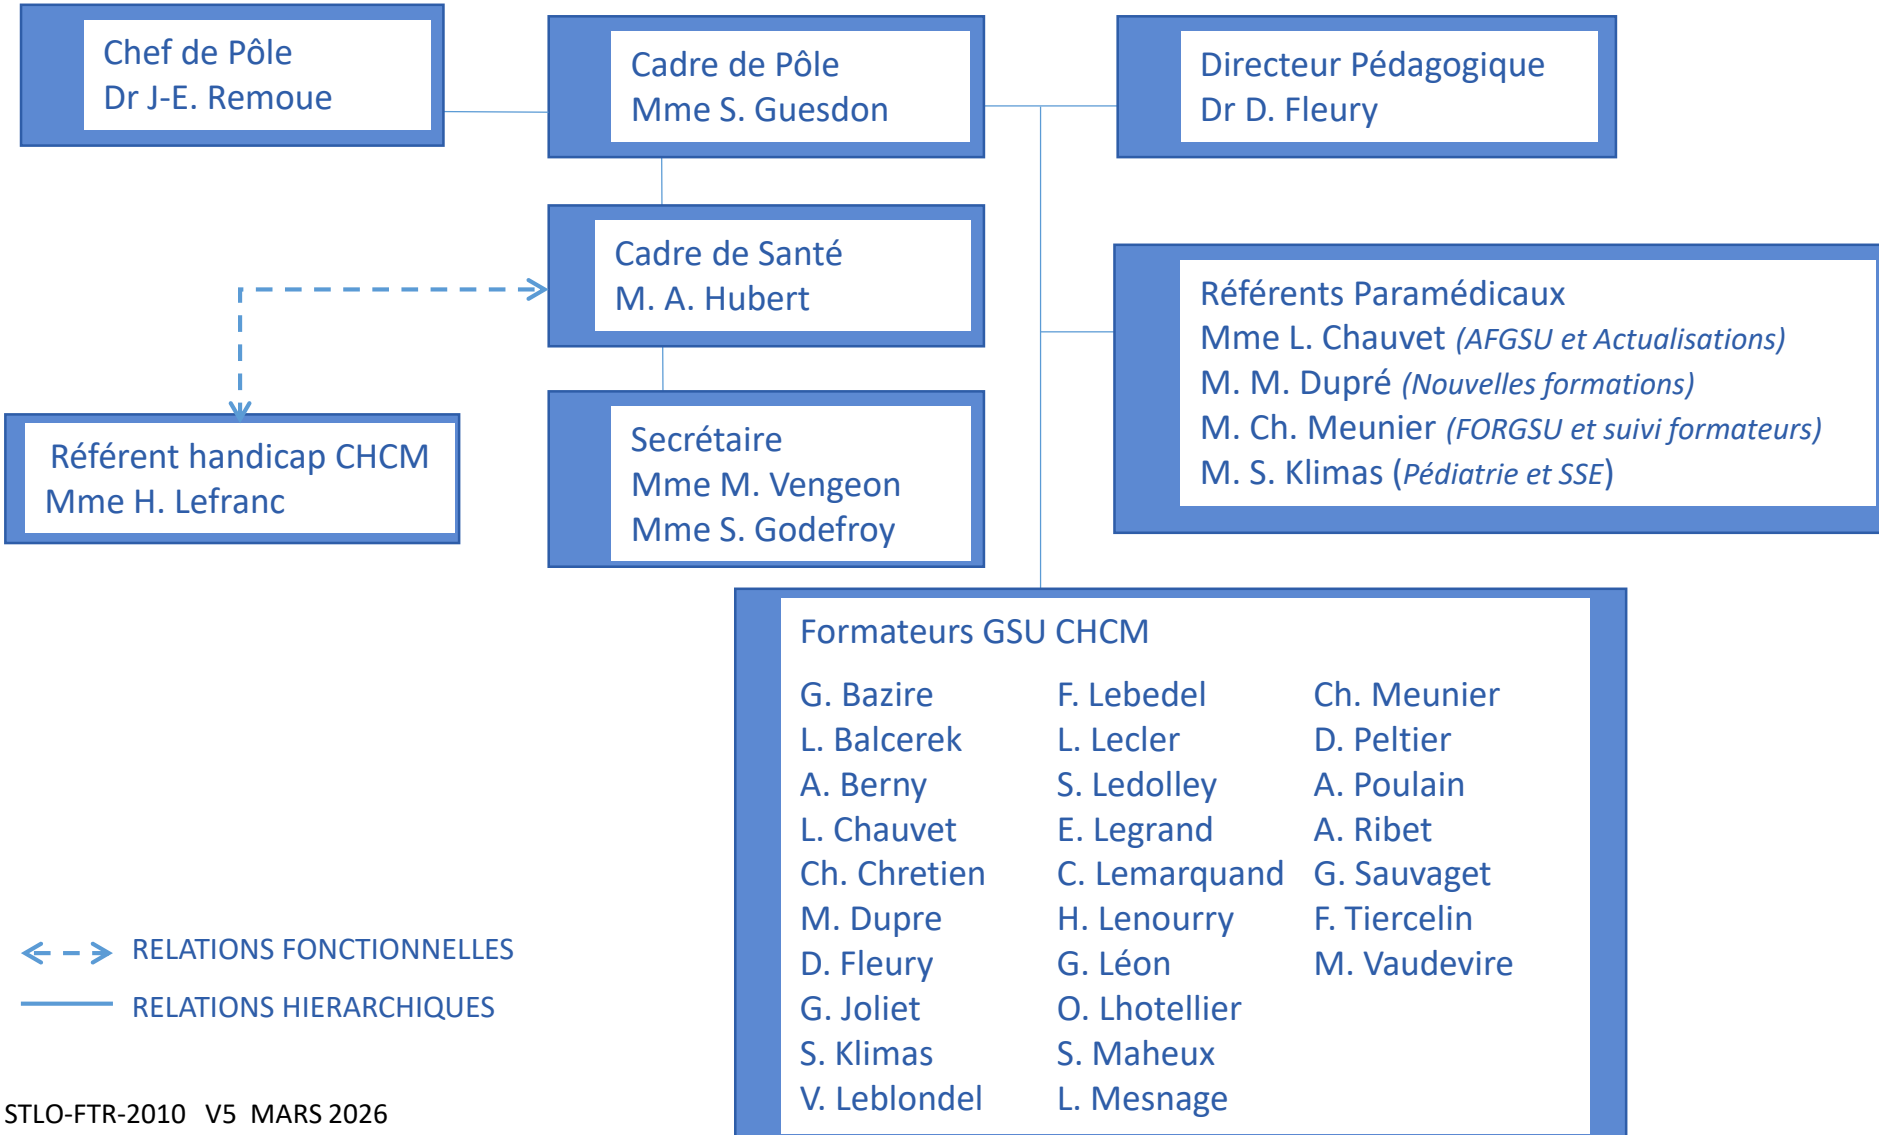 Chef de Pôle
Dr J-E. Remoue
Cadre de Pôle
Mme S. Guesdon
Directeur Pédagogique
Dr D. Fleury
Cadre de Santé
M. A. Hubert
Référents Paramédicaux
Mme L. Chauvet (AFGSU et Actualisations)
M. M. Dupré (Nouvelles formations)
M. Ch. Meunier (FORGSU et suivi formateurs)
M. S. Klimas (Pédiatrie et SSE)
Référent handicap CHCM
Mme H. Lefranc
Secrétaire
Mme M. Vengeon
Mme S. Godefroy
Formateurs GSU CHCM
G. Bazire
L. Balcerek
A. Berny
L. Chauvet
Ch. Chretien
M. Dupre
D. Fleury
G. Joliet
S. Klimas
V. Leblondel
F. Lebedel
L. Lecler
S. Ledolley
E. Legrand
C. Lemarquand
H. Lenourry
G. Léon
O. Lhotellier
S. Maheux
L. Mesnage
Ch. Meunier
D. Peltier
A. Poulain
A. Ribet
G. Sauvaget
F. Tiercelin
M. Vaudevire
RELATIONS FONCTIONNELLES
RELATIONS HIERARCHIQUES
STLO-FTR-2010 V5 MARS 2026